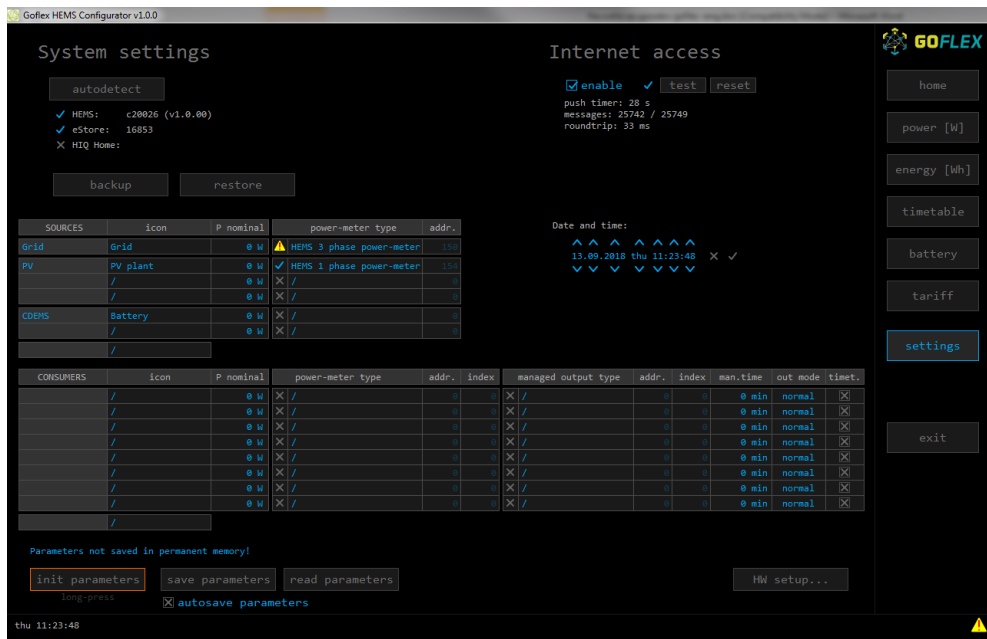 Goflex HEMS Configurator v1.0.0
System settings
autodetect
HEMS: c20026 (v1.0.00)
eStore: 16853
HIQ Home:
backup restore
Internet access
enable test reset
push timer: 28 s
messages: 25742 / 25749
roundtrip: 33 ms
Date and time:
13.09.2018 thu 11:23:48
SOURCES icon P nominal power-meter type addr.
Grid Grid 0 W HEMS 3 phase power-meter 150
PV PV plant 0 W HEMS 1 phase power-meter 154
/ 0 W / 0
/ 0 W / 0
CDEMS Battery 0 W / 0
/ 0 W / 0
/
CONSUMERS icon P nominal power-meter type addr. index managed output type addr. index man.time out mode timet.
/ 0 W / 0 0 / 0 0 0 min normal
/ 0 W / 0 0 / 0 0 0 min normal
/ 0 W / 0 0 / 0 0 0 min normal
/ 0 W / 0 0 / 0 0 0 min normal
/ 0 W / 0 0 / 0 0 0 min normal
/ 0 W / 0 0 / 0 0 0 min normal
/ 0 W / 0 0 / 0 0 0 min normal
/ 0 W / 0 0 / 0 0 0 min normal
/
Parameters not saved in permanent memory!
init parameters save parameters read parameters HW setup...
long-press
autosave parameters
thu 11:23:48
GOFLEX
home
power [W]
energy [Wh]
timetable
battery
tariff
settings
exit